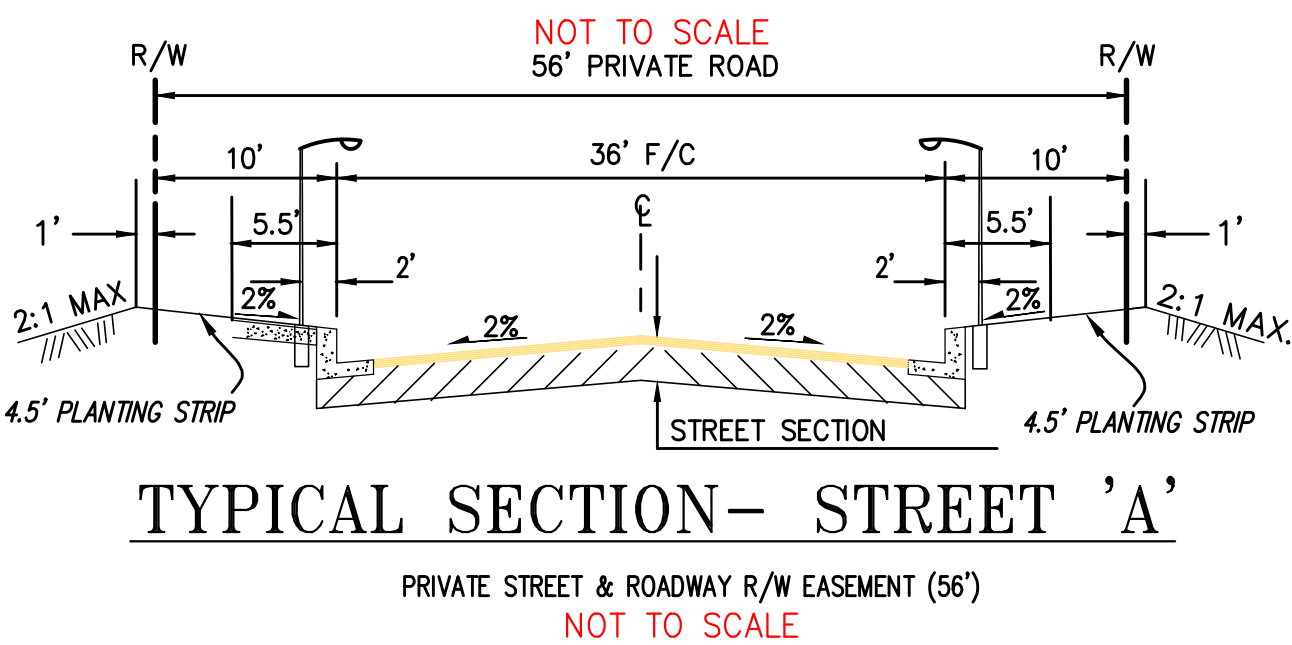 NOT TO SCALE
56' PRIVATE ROAD
R/W
R/W
10'
36' F/C
10'
1'
5.5'
℄
5.5'
1'
2'
2'
2:1 MAX
2%
2%
2%
2%
2:1 MAX.
4.5' PLANTING STRIP
4.5' PLANTING STRIP
STREET SECTION
TYPICAL SECTION– STREET 'A'
PRIVATE STREET & ROADWAY R/W EASEMENT (56')
NOT TO SCALE